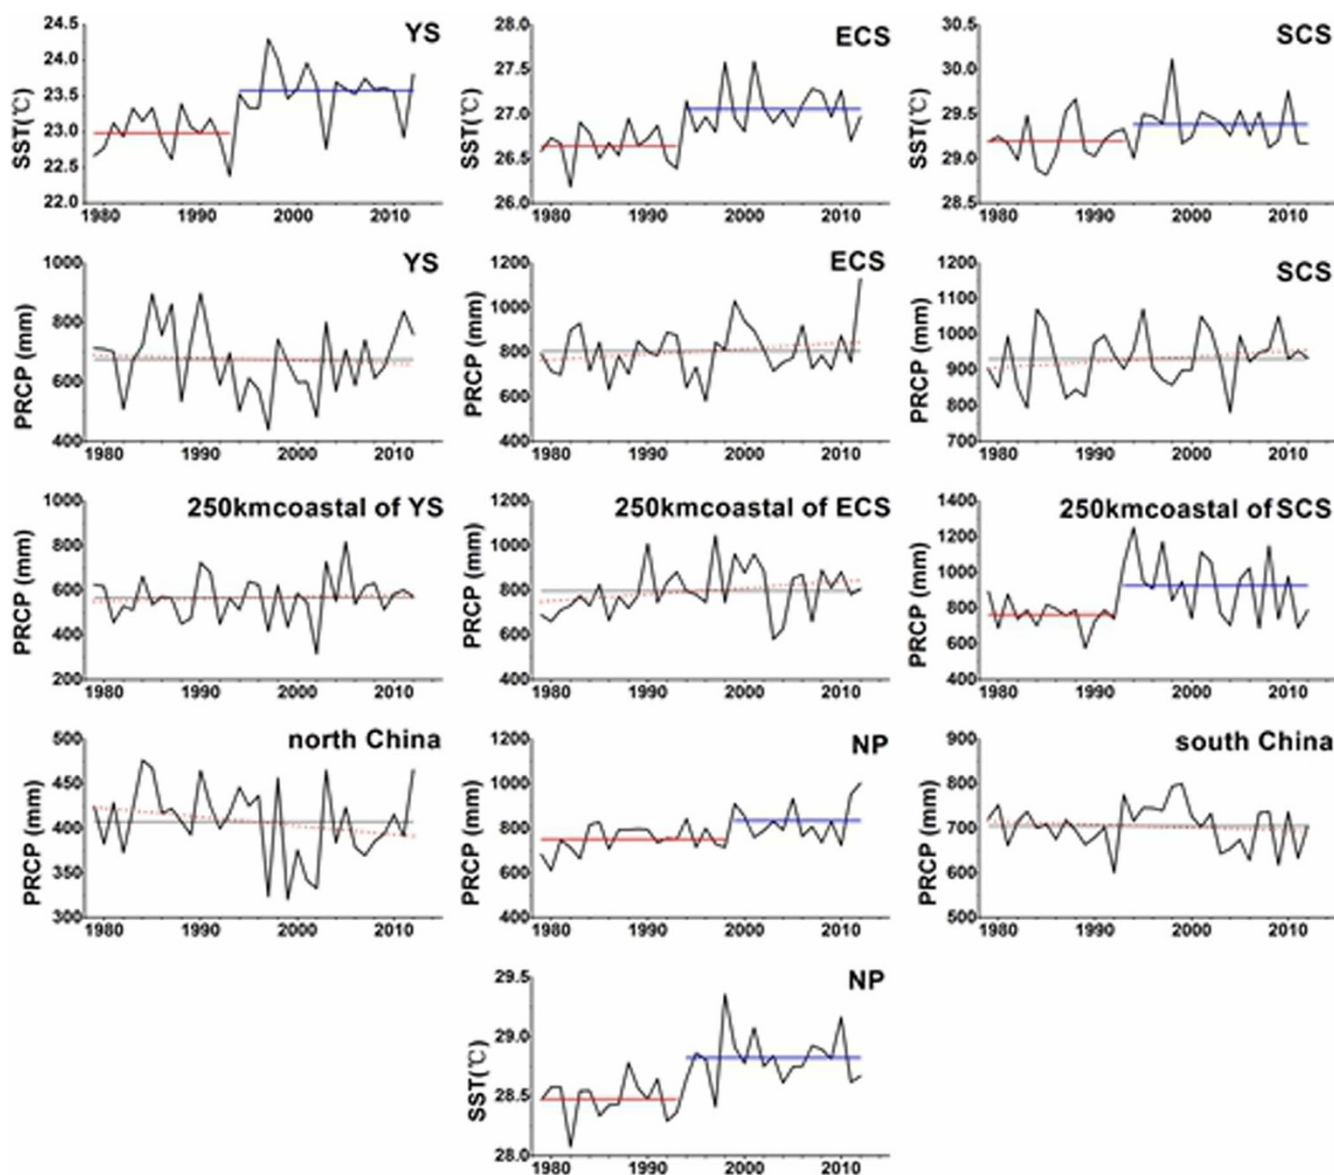 YS
SST(℃)
24.5
24.0
23.5
23.0
22.5
22.0
1980 1990 2000 2010
ECS
SST(℃)
28.0
27.5
27.0
26.5
26.0
1980 1990 2000 2010
SCS
SST(℃)
30.5
30.0
29.5
29.0
28.5
1980 1990 2000 2010
YS
PRCP (mm)
1000
800
600
400
1980 1990 2000 2010
ECS
PRCP (mm)
1200
1000
800
600
400
1980 1990 2000 2010
SCS
PRCP (mm)
1200
1100
1000
900
800
700
1980 1990 2000 2010
250kmcoastal of YS
PRCP (mm)
1000
800
600
400
200
1980 1990 2000 2010
250kmcoastal of ECS
PRCP (mm)
1200
1000
800
600
400
1980 1990 2000 2010
250kmcoastal of SCS
PRCP (mm)
1400
1200
1000
800
600
400
1980 1990 2000 2010
north China
PRCP (mm)
500
450
400
350
300
1980 1990 2000 2010
NP
PRCP (mm)
1200
1000
800
600
400
1980 1990 2000 2010
south China
PRCP (mm)
900
800
700
600
500
1980 1990 2000 2010
NP
SST(℃)
29.5
29.0
28.5
28.0
1980 1990 2000 2010